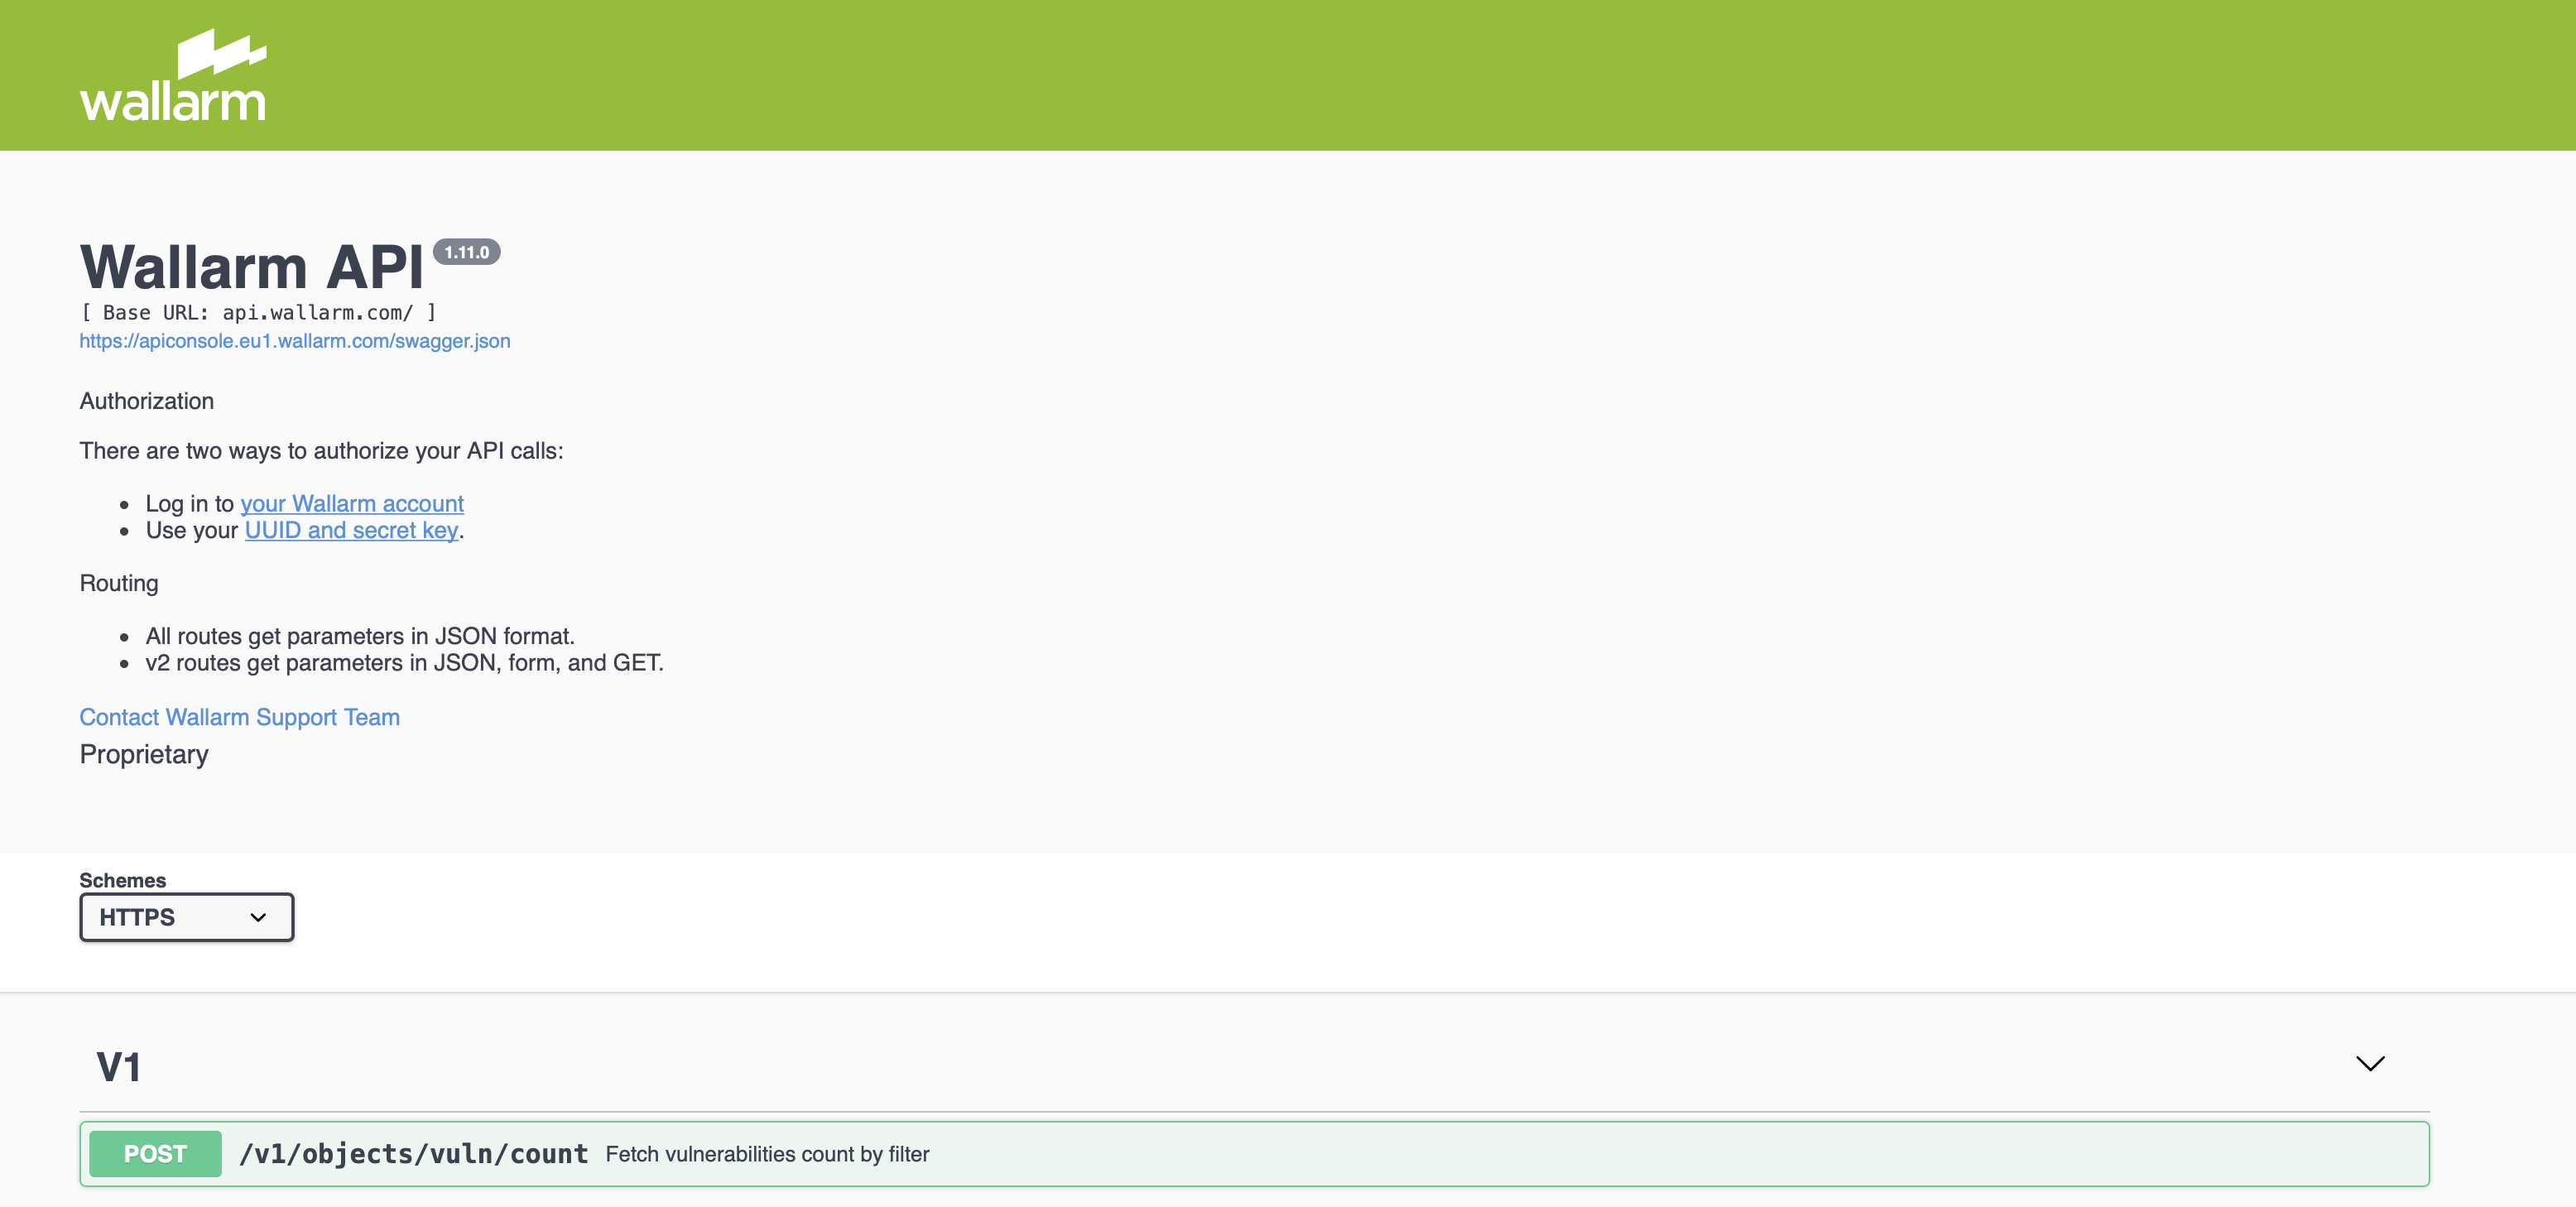 wallarm
Wallarm API 1.11.0
[ Base URL: api.wallarm.com/ ]
https://apiconsole.eu1.wallarm.com/swagger.json
Authorization
There are two ways to authorize your API calls:
Log in to your Wallarm account
Use your UUID and secret key.
Routing
All routes get parameters in JSON format.
v2 routes get parameters in JSON, form, and GET.
Contact Wallarm Support Team
Proprietary
Schemes
HTTPS
V1
POST /v1/objects/vuln/count Fetch vulnerabilities count by filter